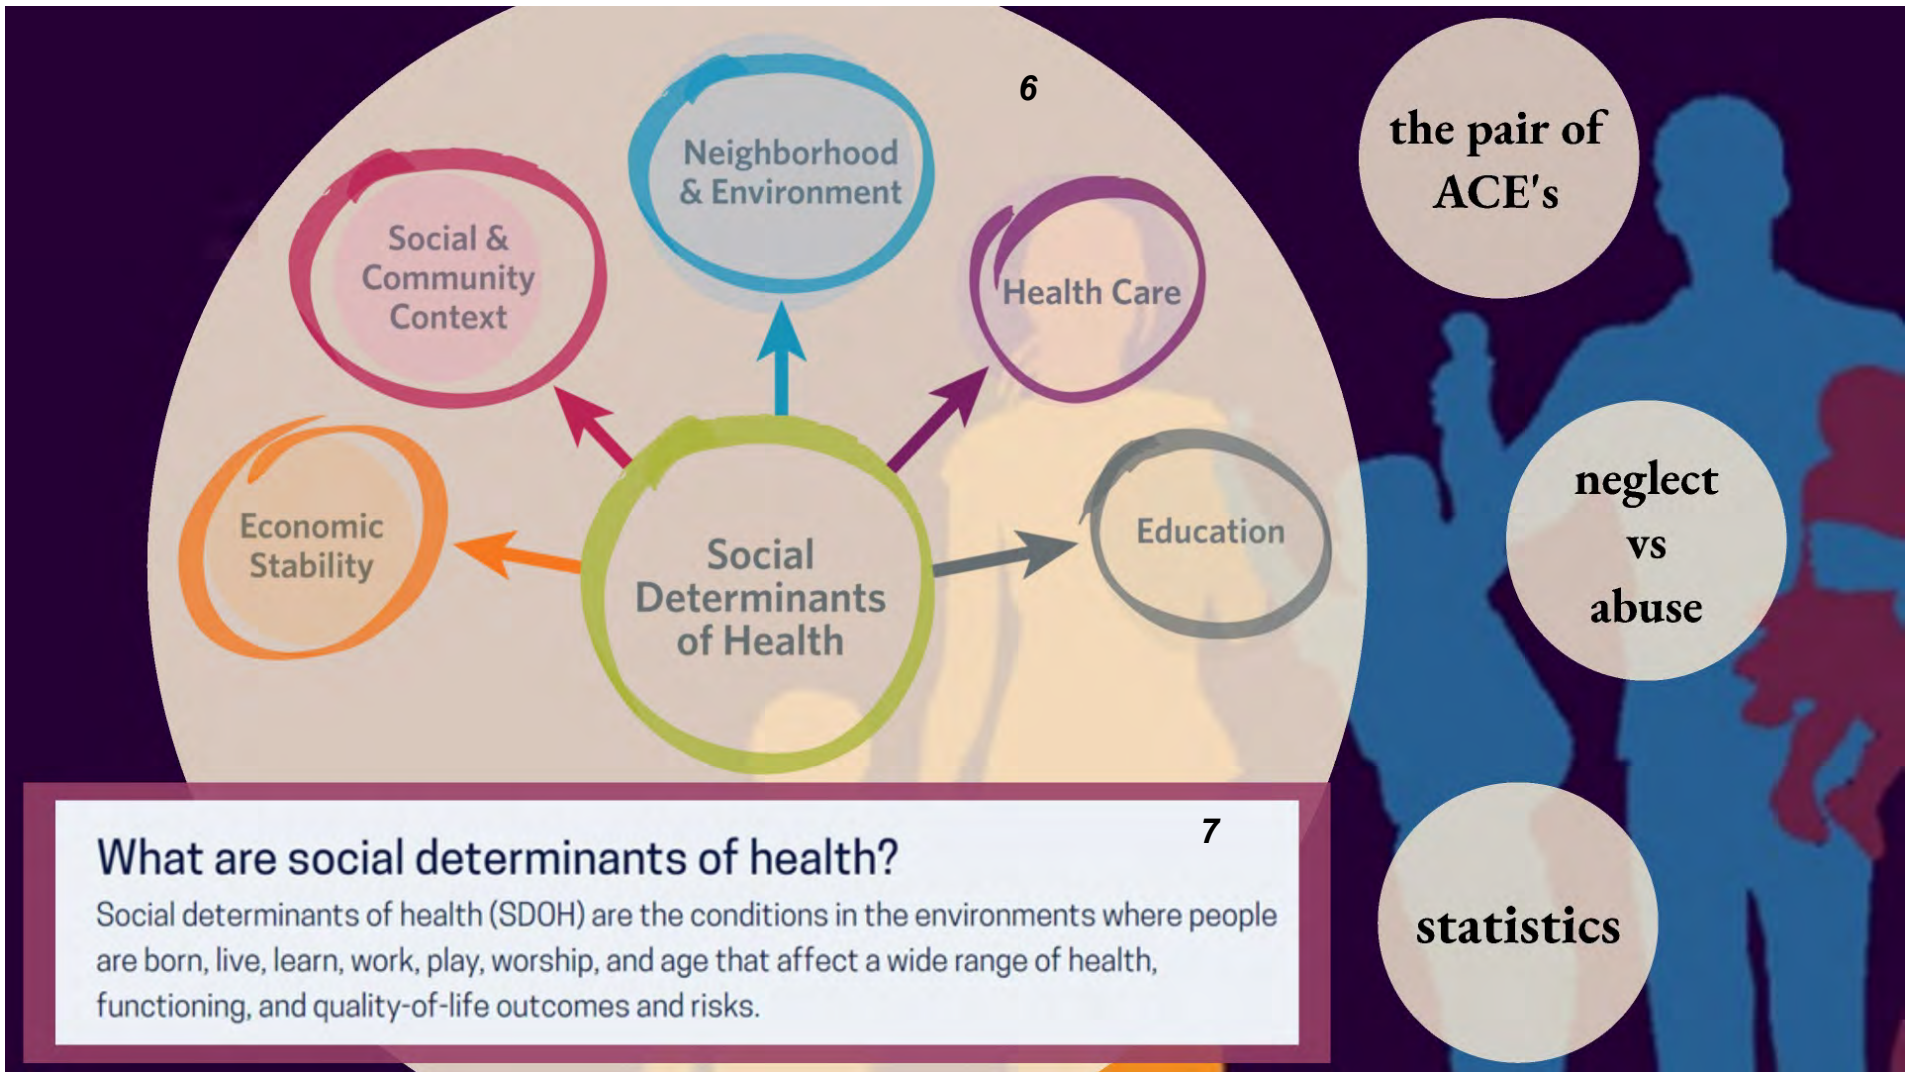 6
Neighborhood
& Environment
Social &
Community
Context
Health Care
Economic
Stability
Education
Social
Determinants
of Health
7
What are social determinants of health?
Social determinants of health (SDOH) are the conditions in the environments where people
are born, live, learn, work, play, worship, and age that affect a wide range of health,
functioning, and quality-of-life outcomes and risks.
the pair of
ACE's
neglect
vs
abuse
statistics